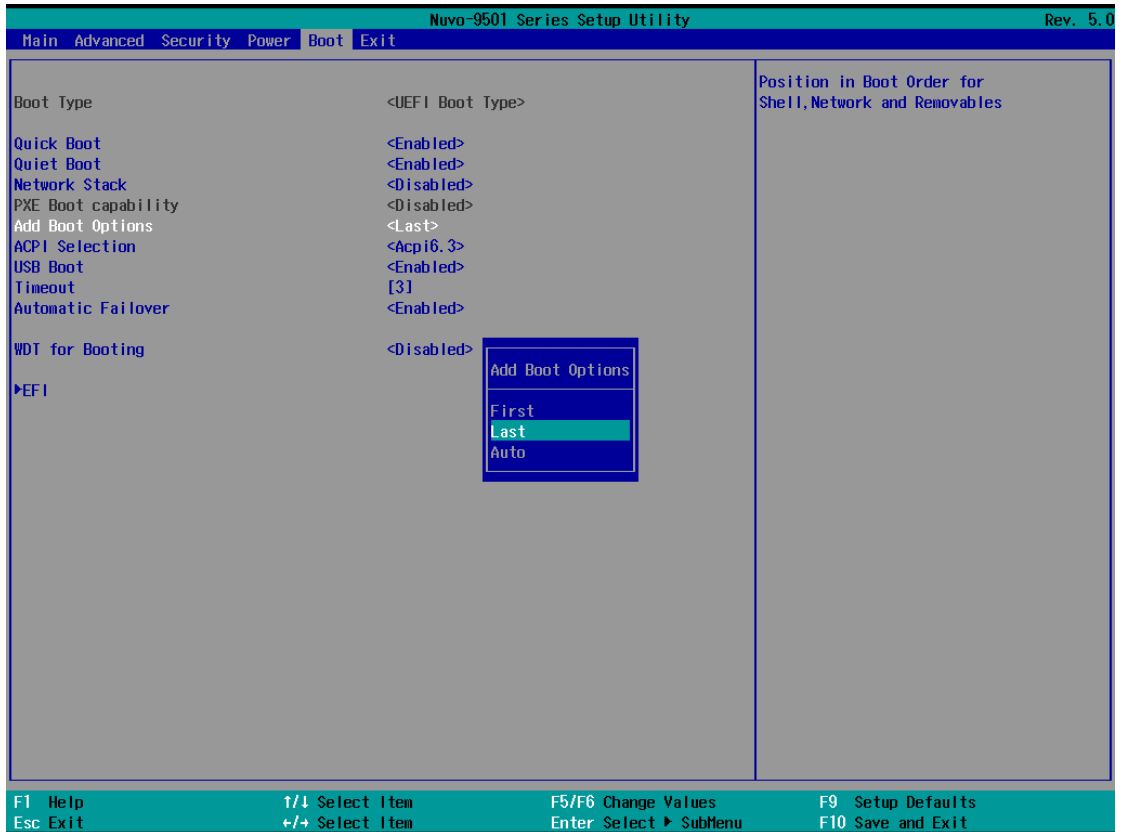 Nuvo-9501 Series Setup Utility Rev. 5.0
Main Advanced Security Power Boot Exit
Position in Boot Order for
Boot Type <UEFI Boot Type> Shell,Network and Removables
Quick Boot <Enabled>
Quiet Boot <Enabled>
Network Stack <Disabled>
PXE Boot capability <Disabled>
Add Boot Options <Last>
ACPI Selection <Acpi6.3>
USB Boot <Enabled>
Timeout [3]
Automatic Failover <Enabled>
WDT for Booting <Disabled>
Add Boot Options
▶EFI
First
Last
Auto
F1 Help ↑/↓ Select Item F5/F6 Change Values F9 Setup Defaults
Esc Exit ←/→ Select Item Enter Select ▶ SubMenu F10 Save and Exit